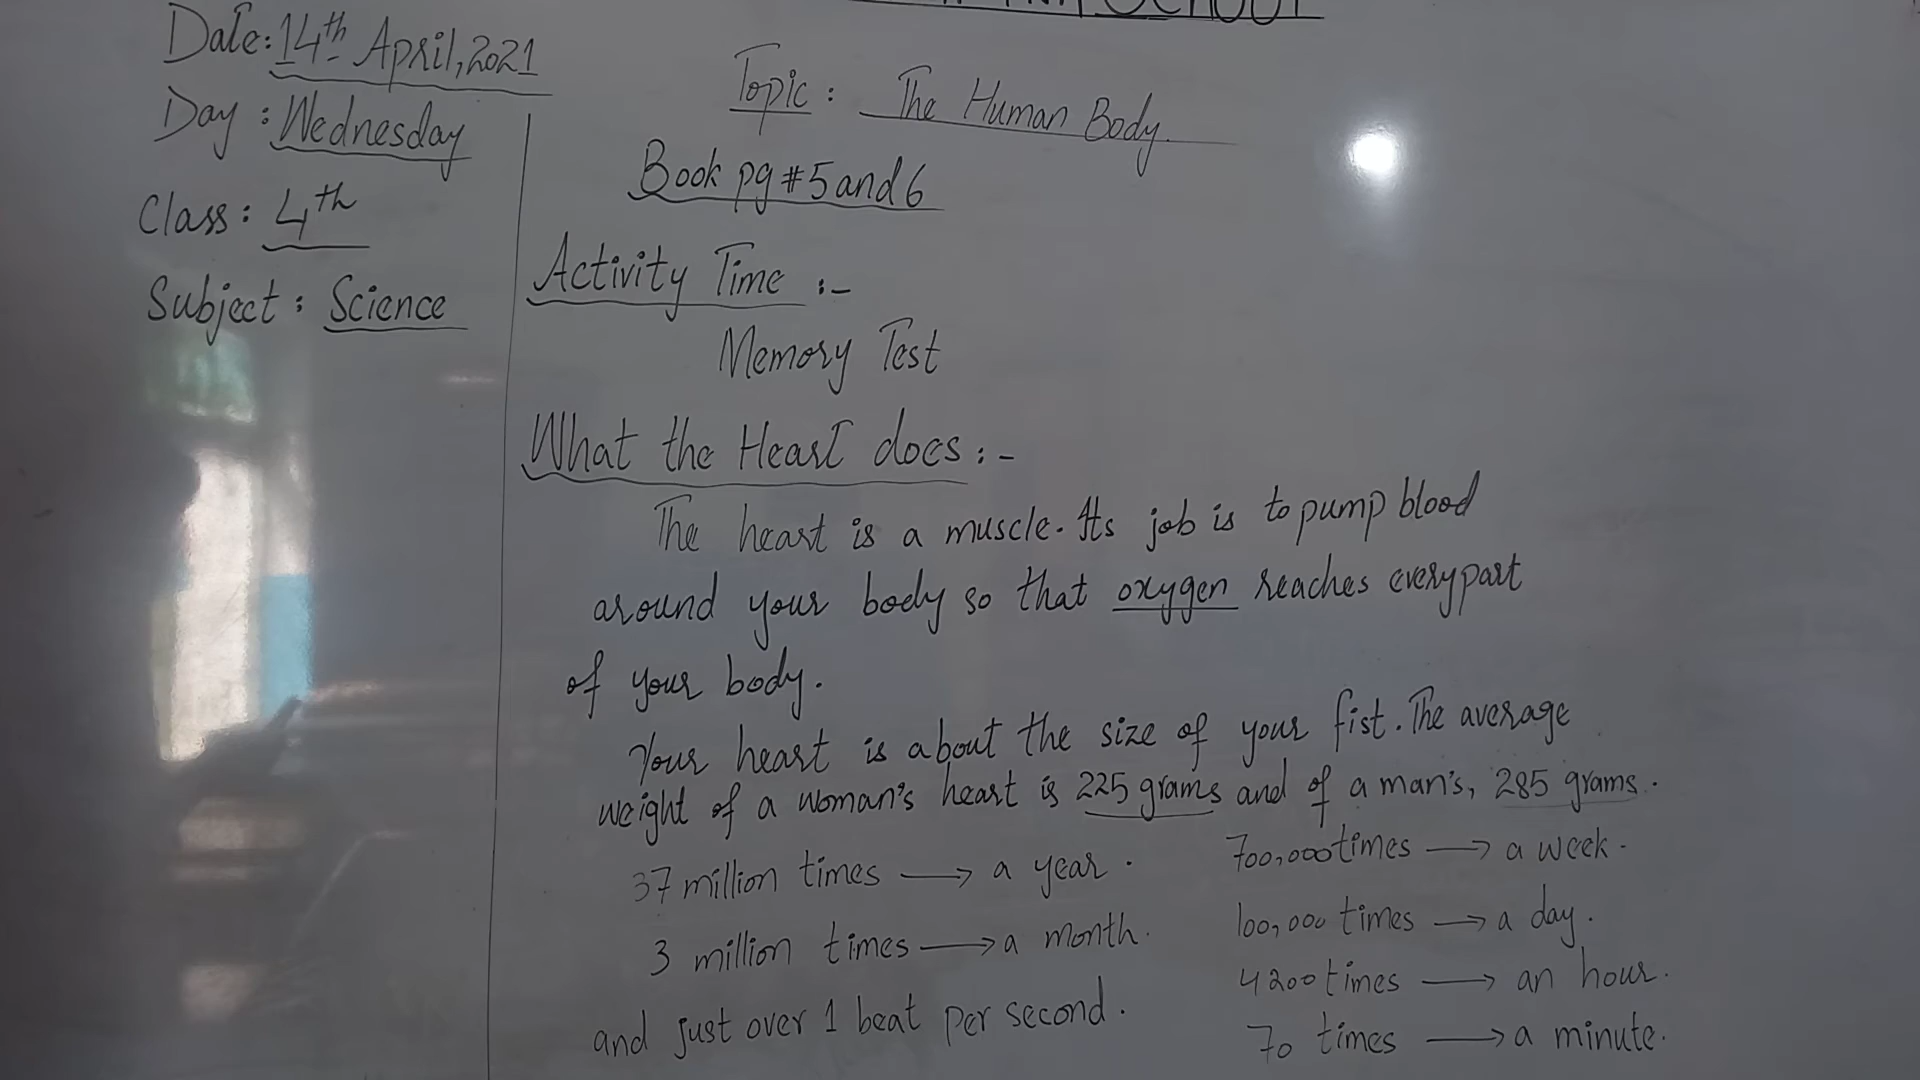 SCHOOL
Date: 14th April, 2021
Day : Wednesday
Class: 4th
Subject : Science
Topic : The Human Body.
Book pg # 5 and 6
Activity Time :-
Memory Test
What the Heart does :-
The heart is a muscle. Its job is to pump blood
around your body so that oxygen reaches every part
of your body.
Your heart is about the size of your fist. The average
weight of a woman's heart is 225 grams and of a man's, 285 grams.
37 million times → a year.
3 million times → a month.
700,000 times → a week.
100,000 times → a day.
4200 times → an hour.
70 times → a minute.
and just over 1 beat per second.